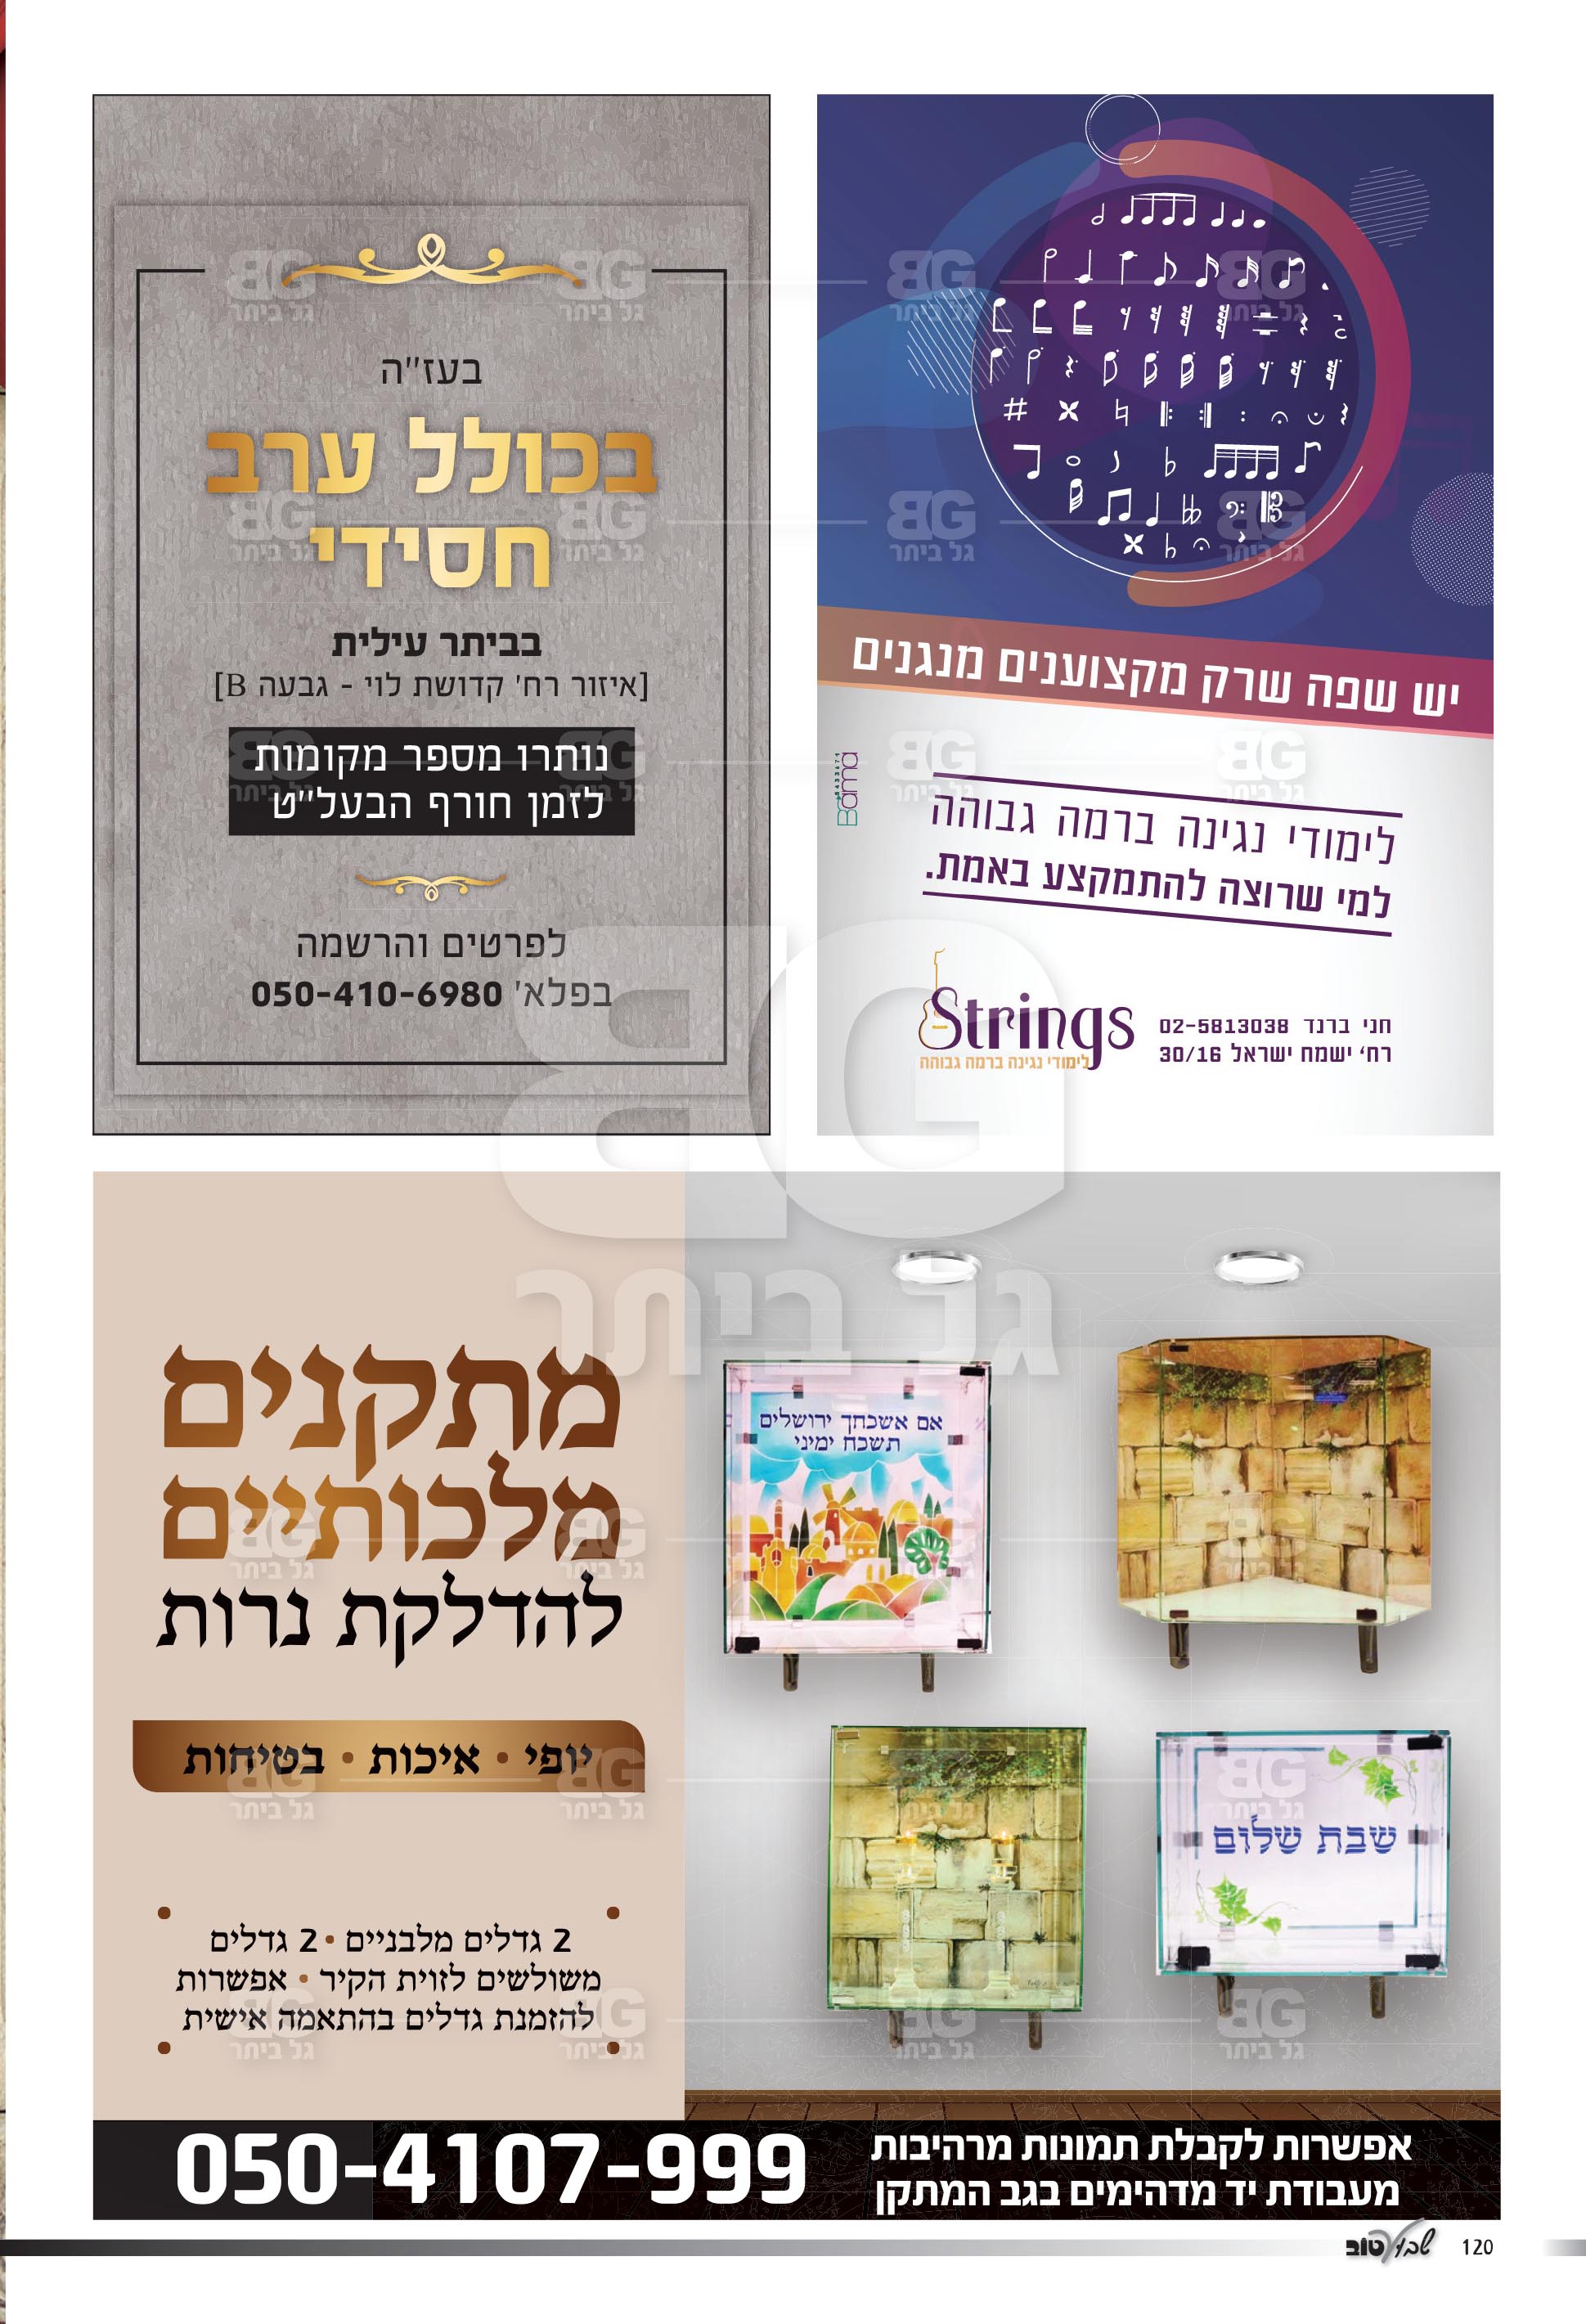 יש שפה שרק מקצוענים מנגנים
לימודי נגינה ברמה גבוהה
למי שרוצה להתמקצע באמת.
Bama
Strings
לימודי נגינה ברמה גבוהה
חני ברנד 02-5813038
רח' ישמח ישראל 30/16
בעז"ה
בכולל ערב
חסידי
בביתר עילית
[איזור רח' קדושת לוי - גבעה B]
נותרו מספר מקומות
לזמן חורף הבעל"ט
לפרטים והרשמה
בפלא' 050-410-6980
אם אשכחך ירושלים
תשכח ימיני
שבת שלום
מתקנים
מלכותיים
להדלקת נרות
יופי • איכות • בטיחות
2 גדלים מלבניים • 2 גדלים
משולשים לזוית הקיר • אפשרות
להזמנת גדלים בהתאמה אישית
אפשרות לקבלת תמונות מרהיבות
מעבודת יד מדהימים בגב המתקן
050-4107-999
120 שבוע טוב
BG
גל ביתר